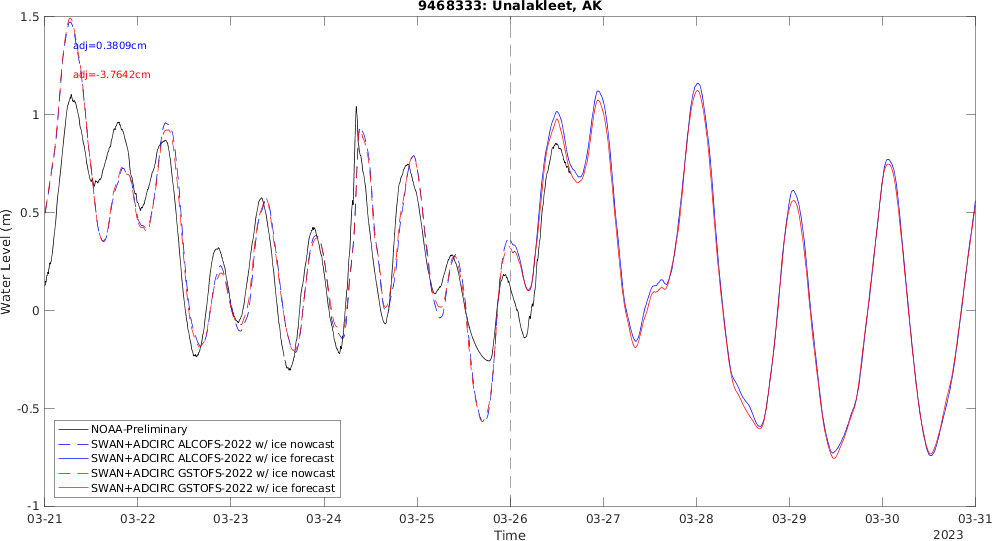 9468333: Unalakleet, AK
adj=0.3809cm
adj=-3.7642cm
1.5
1
0.5
0
-0.5
-1
Water Level (m)
NOAA-Preliminary
SWAN+ADCIRC ALCOFS-2022 w/ ice nowcast
SWAN+ADCIRC ALCOFS-2022 w/ ice forecast
SWAN+ADCIRC GSTOFS-2022 w/ ice nowcast
SWAN+ADCIRC GSTOFS-2022 w/ ice forecast
03-21 03-22 03-23 03-24 03-25 03-26 03-27 03-28 03-29 03-30 03-31
Time
2023